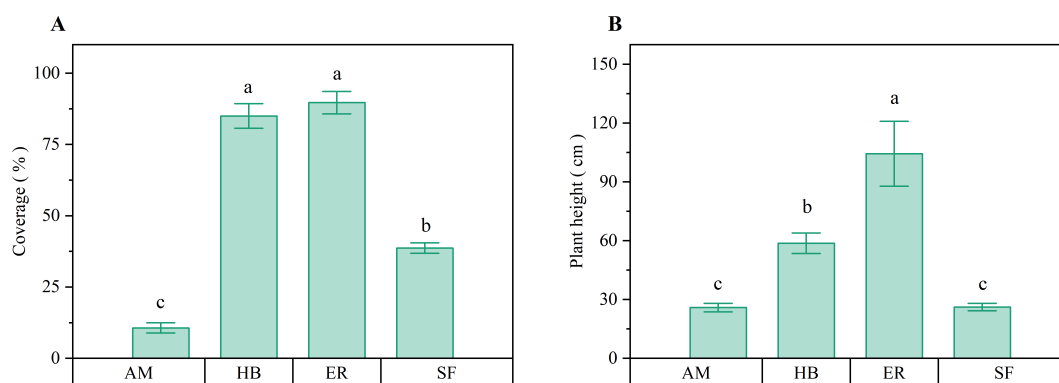 A
Coverage ( % )
100
75
50
25
0
a
a
b
c
AM HB ER SF
B
Plant height ( cm )
150
120
90
60
30
0
a
b
c
c
AM HB ER SF